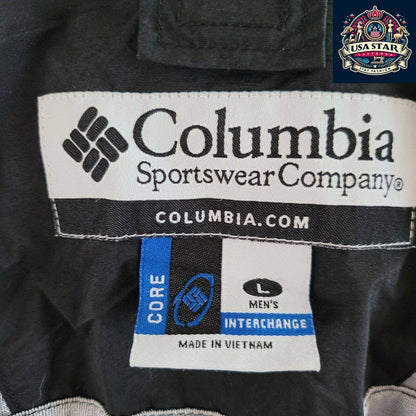 USA STAR
Columbia
Sportswear Company®
COLUMBIA.COM
CORE
L
MEN'S
INTERCHANGE
MADE IN VIETNAM